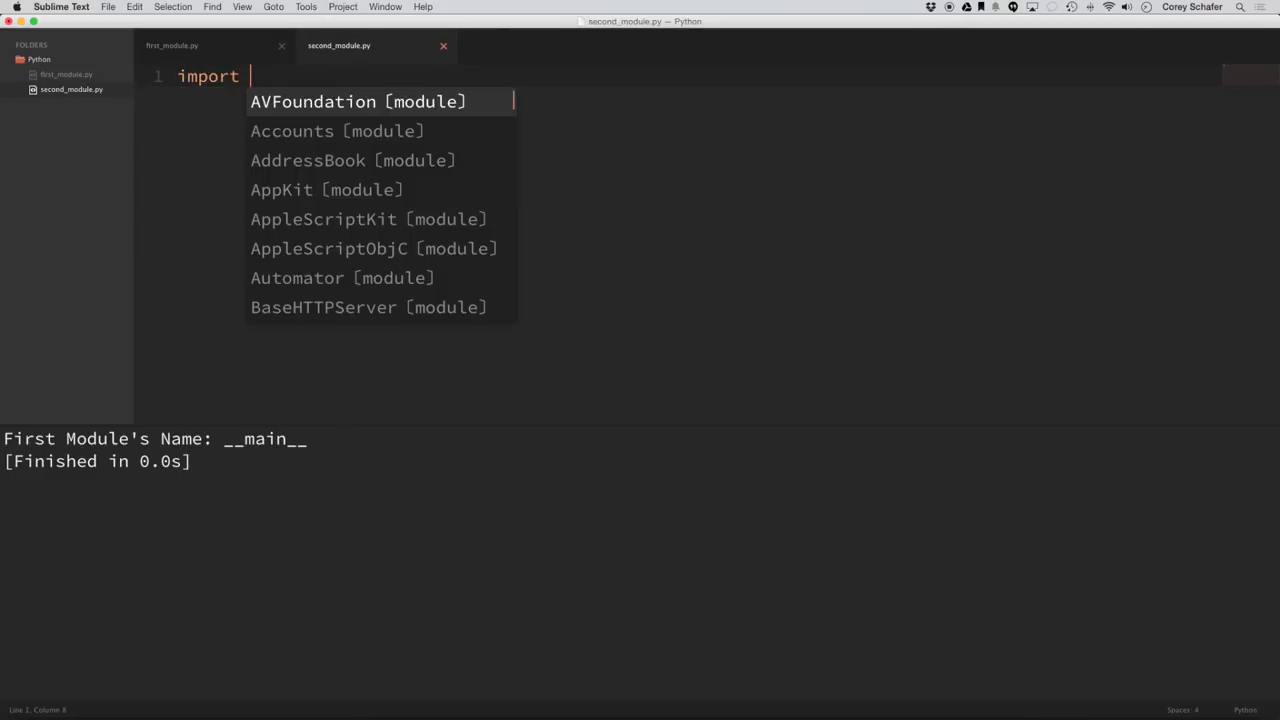 Sublime Text File Edit Selection Find View Goto Tools Project Window Help Corey Schafer
second_module.py — Python
FOLDERS
Python
first_module.py
second_module.py
first_module.py second_module.py
1 import
AVFoundation [module]
Accounts [module]
AddressBook [module]
AppKit [module]
AppleScriptKit [module]
AppleScriptObjC [module]
Automator [module]
BaseHTTPServer [module]
First Module's Name: __main__
[Finished in 0.0s]
Line 1, Column 8 Spaces: 4 Python